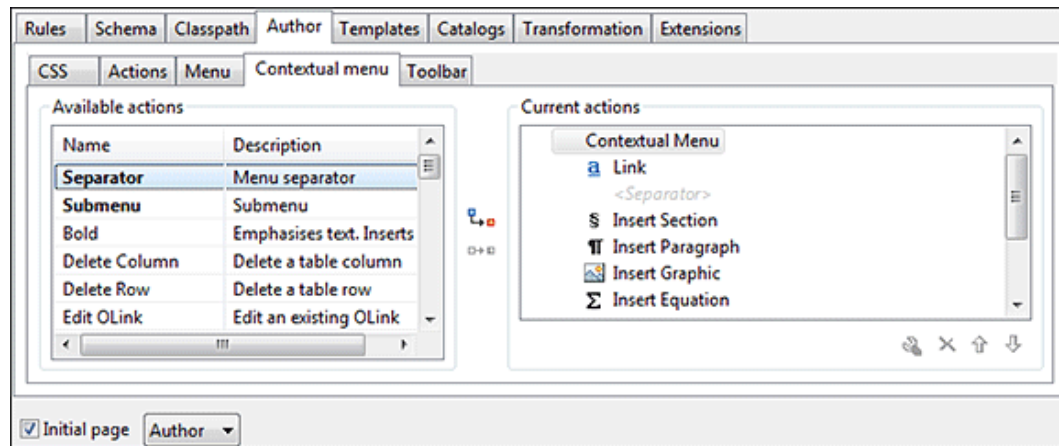 Rules Schema Classpath Author Templates Catalogs Transformation Extensions
CSS Actions Menu Contextual menu Toolbar
Available actions
Name Description
Separator Menu separator
Submenu Submenu
Bold Emphasises text. Inserts
Delete Column Delete a table column
Delete Row Delete a table row
Edit OLink Edit an existing OLink
Current actions
Contextual Menu
a Link
<Separator>
§ Insert Section
¶ Insert Paragraph
Insert Graphic
Σ Insert Equation
Initial page Author